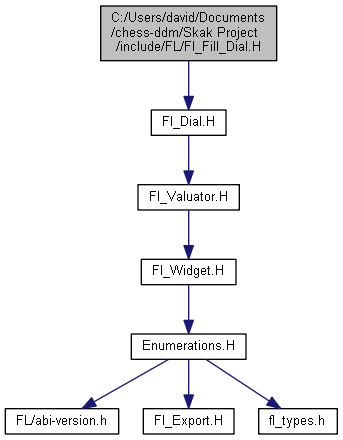 C:/Users/david/Documents
/chess-ddm/Skak Project
/include/FL/Fl_Fill_Dial.H
Fl_Dial.H
Fl_Valuator.H
Fl_Widget.H
Enumerations.H
FL/abi-version.h
Fl_Export.H
fl_types.h